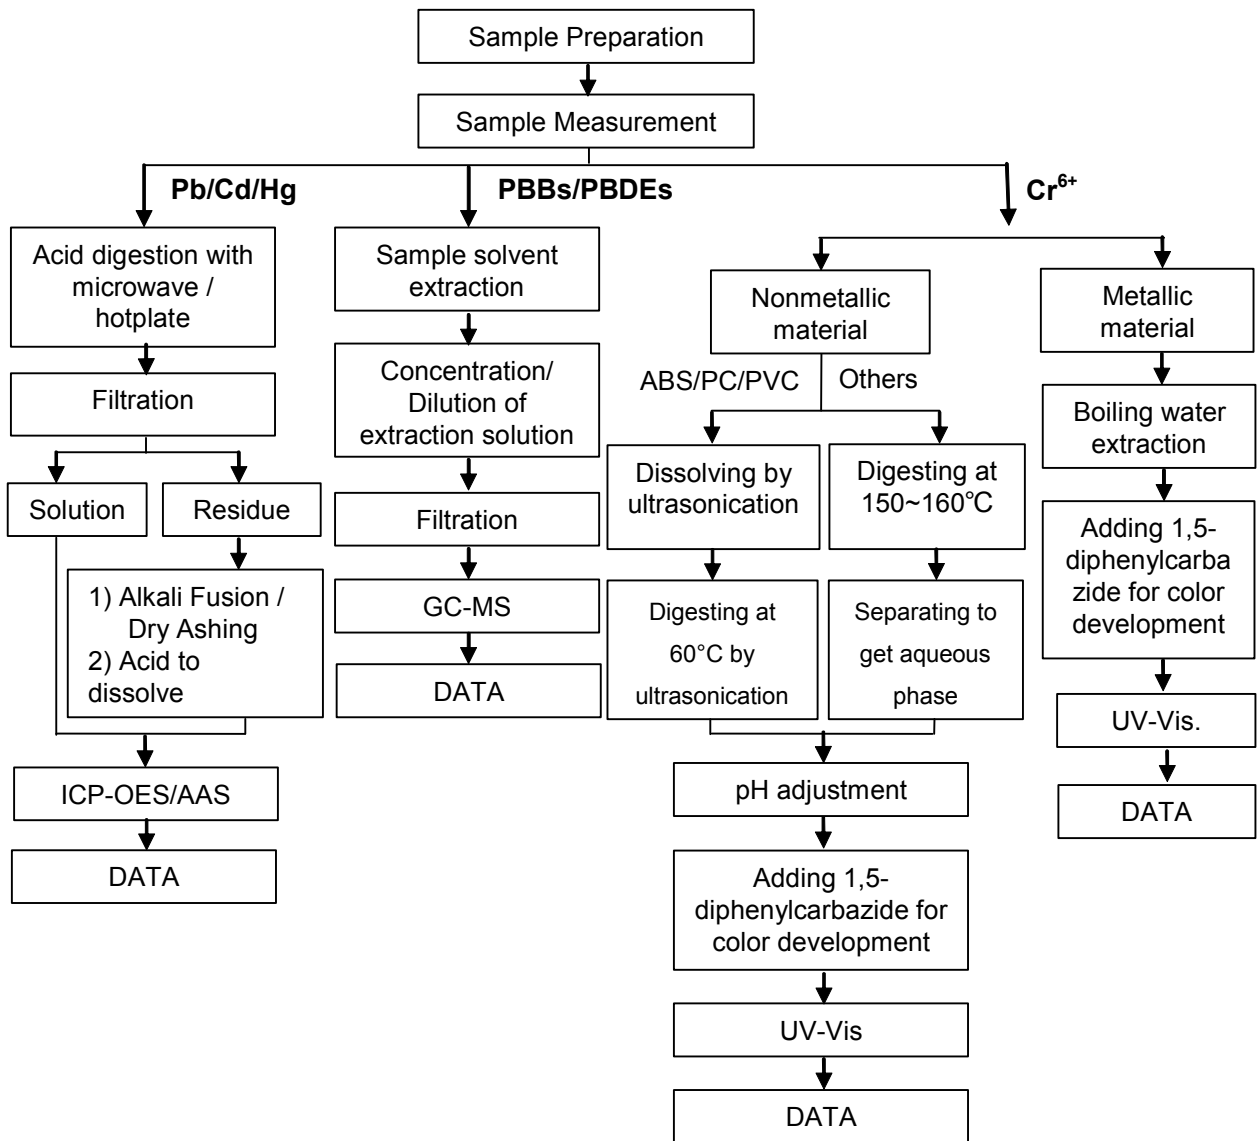 Sample Preparation
Sample Measurement
Pb/Cd/Hg
PBBs/PBDEs
Cr⁶⁺
Acid digestion with
microwave /
hotplate
Filtration
Solution
Residue
1) Alkali Fusion /
Dry Ashing
2) Acid to
dissolve
ICP-OES/AAS
DATA
Sample solvent
extraction
Concentration/
Dilution of
extraction solution
Filtration
GC-MS
DATA
Nonmetallic
material
ABS/PC/PVC
Others
Dissolving by
ultrasonication
Digesting at
60°C by
ultrasonication
Digesting at
150~160℃
Separating to
get aqueous
phase
pH adjustment
Adding 1,5-
diphenylcarbazide for
color development
UV-Vis
DATA
Metallic
material
Boiling water
extraction
Adding 1,5-
diphenylcarba
zide for color
development
UV-Vis.
DATA